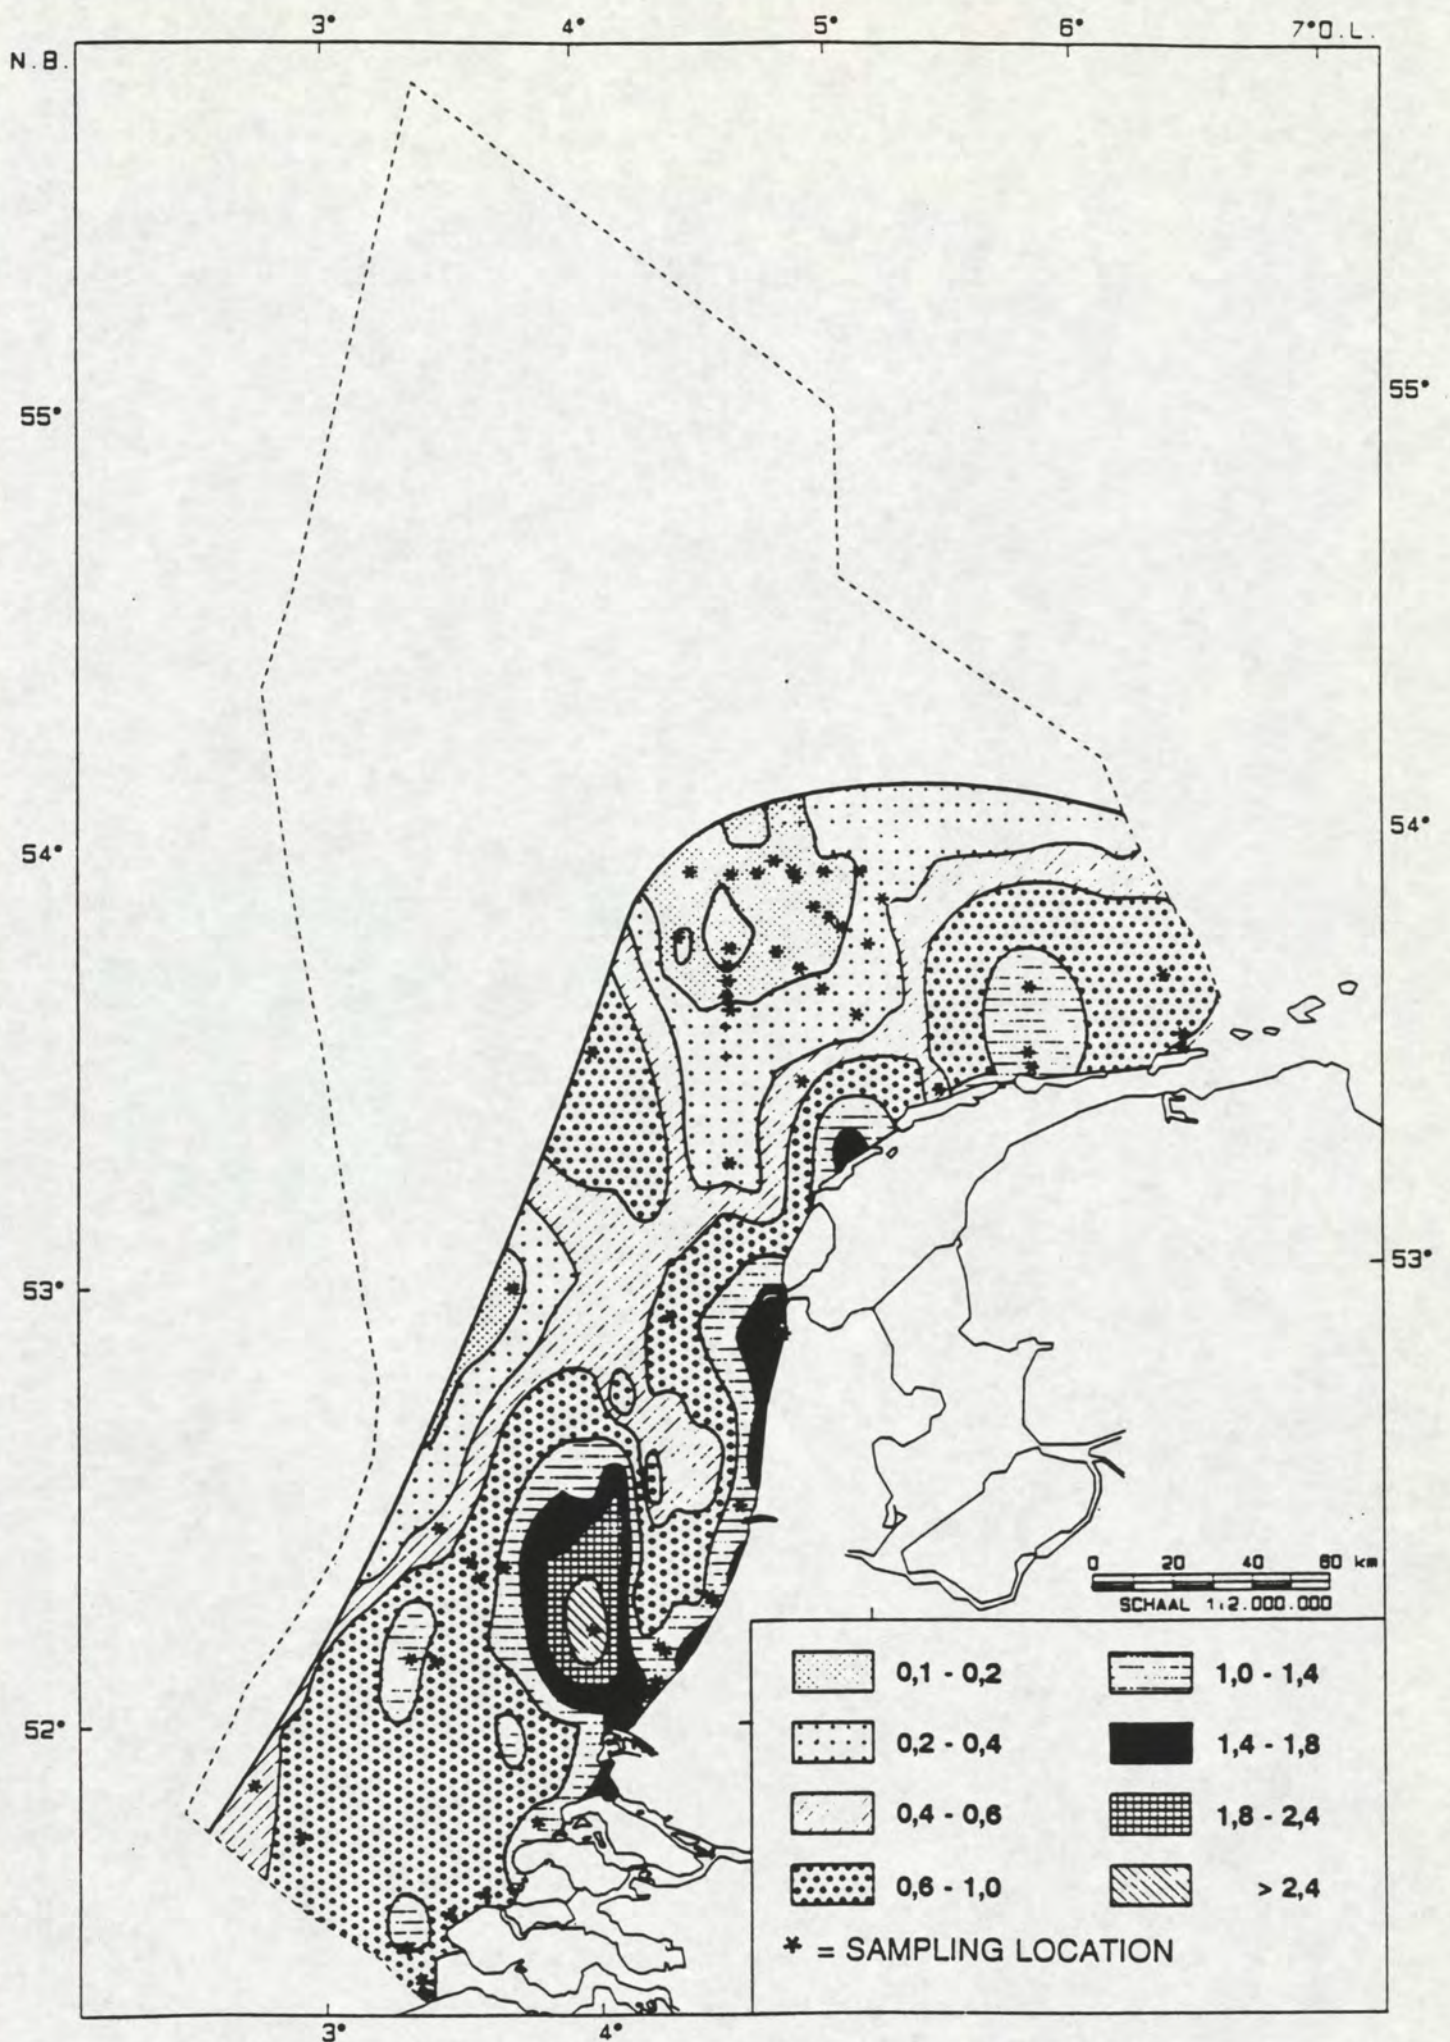 3° 4° 5° 6° 7°O.L.
N.B.
55° 55°
54° 54°
53° 53°
0 20 40 60 km
SCHAAL 1:2.000.000
0,1 - 0,2 1,0 - 1,4
52° 0,2 - 0,4 1,4 - 1,8
0,4 - 0,6 1,8 - 2,4
0,6 - 1,0 > 2,4
* = SAMPLING LOCATION
3° 4°